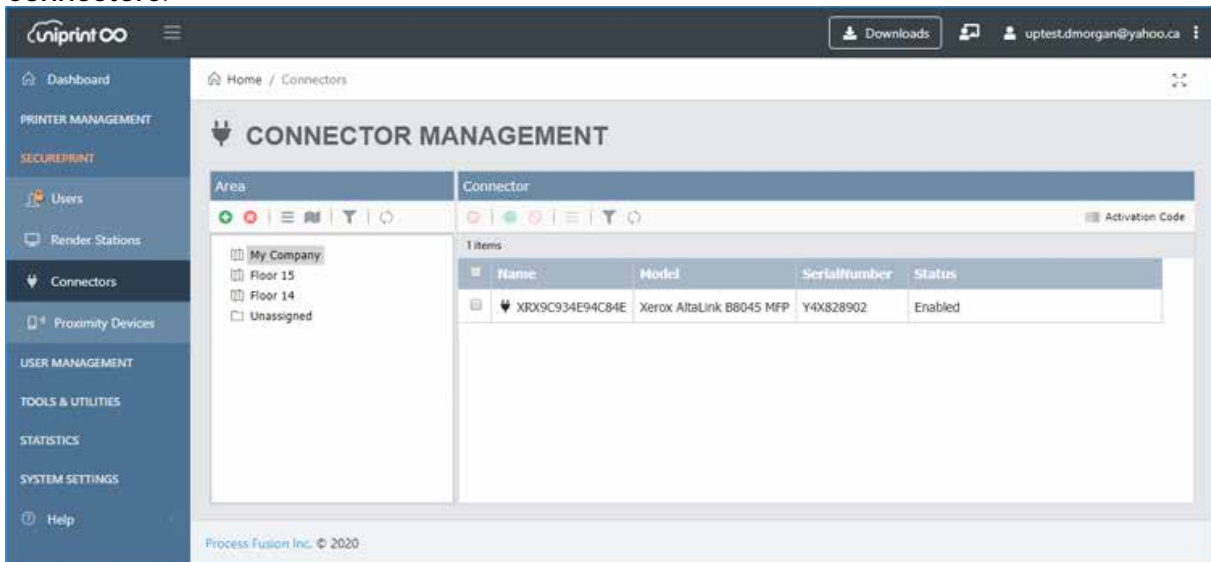 connectors.
uniprint
Downloads
uptest.dmorgan@yahoo.ca
Dashboard
Home / Connectors
PRINTER MANAGEMENT
CONNECTOR MANAGEMENT
SECUREPRINT
Area
Connector
Users
Activation Code
Render Stations
1 items
My Company
Name Model SerialNumber Status
Connectors
Floor 15
XRX9C934E94C84E Xerox AltaLink B8045 MFP Y4X828902 Enabled
Floor 14
Unassigned
Proximity Devices
USER MANAGEMENT
TOOLS & UTILITIES
STATISTICS
SYSTEM SETTINGS
Help
Process Fusion Inc. © 2020